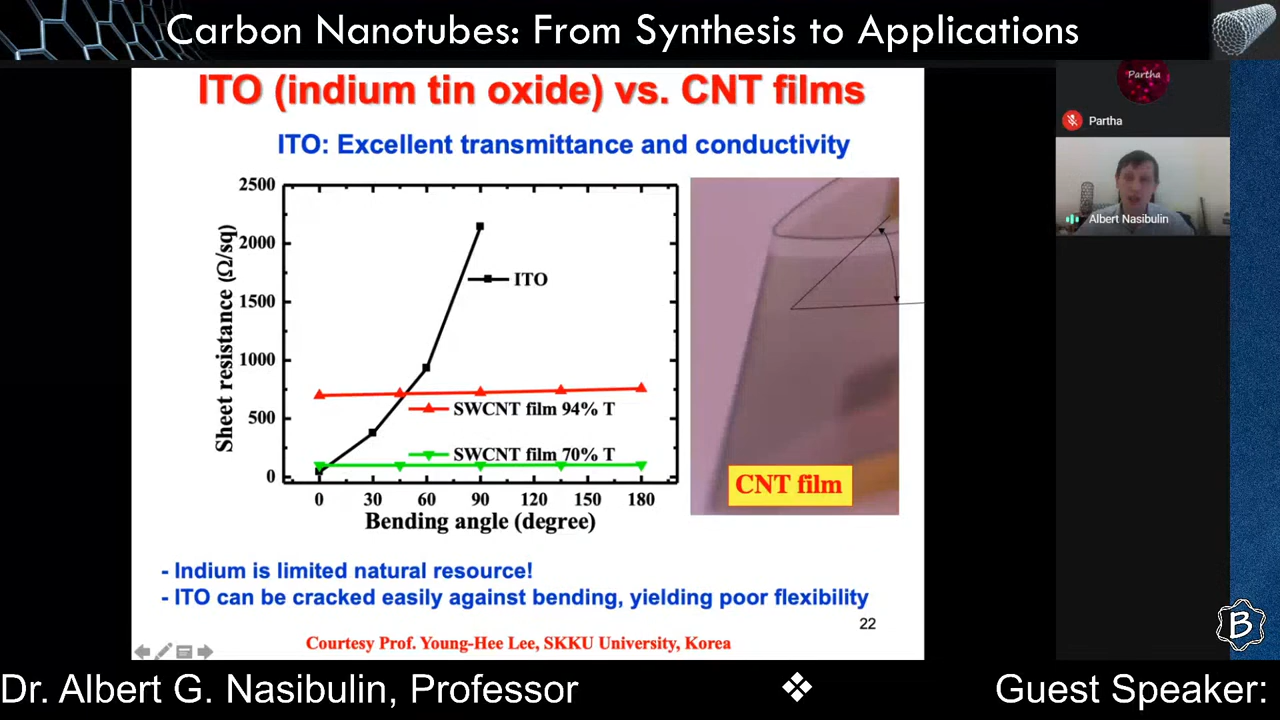 Carbon Nanotubes: From Synthesis to Applications
ITO (indium tin oxide) vs. CNT films
ITO: Excellent transmittance and conductivity
2500
2000
1500
1000
500
0
Sheet resistance (Ω/sq)
ITO
SWCNT film 94% T
SWCNT film 70% T
0 30 60 90 120 150 180
Bending angle (degree)
CNT film
- Indium is limited natural resource!
- ITO can be cracked easily against bending, yielding poor flexibility
22
Courtesy Prof. Young-Hee Lee, SKKU University, Korea
Partha
Partha
Albert Nasibulin
B
Dr. Albert G. Nasibulin, Professor ❖ Guest Speaker: